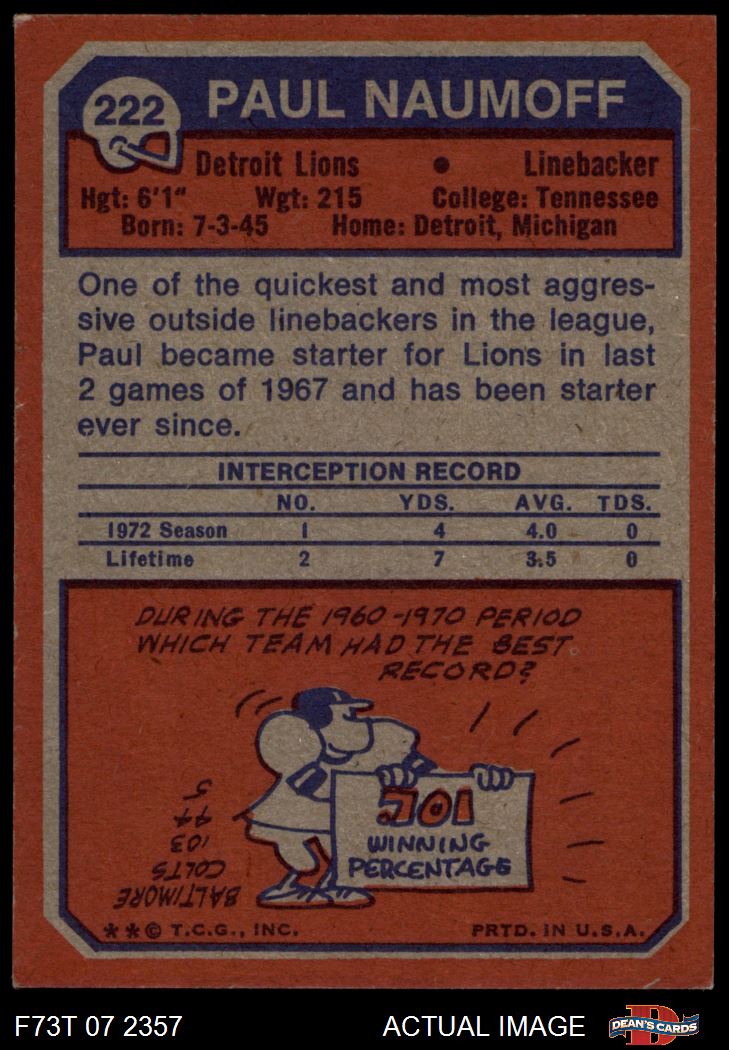 222 PAUL NAUMOFF
Detroit Lions • Linebacker
Hgt: 6'1" Wgt: 215 College: Tennessee
Born: 7-3-45 Home: Detroit, Michigan
One of the quickest and most aggres-
sive outside linebackers in the league,
Paul became starter for Lions in last
2 games of 1967 and has been starter
ever since.
INTERCEPTION RECORD
NO. YDS. AVG. TDS.
1972 Season 1 4 4.0 0
Lifetime 2 7 3.5 0
DURING THE 1960-1970 PERIOD
WHICH TEAM HAD THE BEST
RECORD?
.701
WINNING
PERCENTAGE
BALTIMORE
COLTS
103
44
5
**© T.C.G., INC. PRTD. IN U.S.A.
F73T 07 2357 ACTUAL IMAGE D DEAN'S CARDS